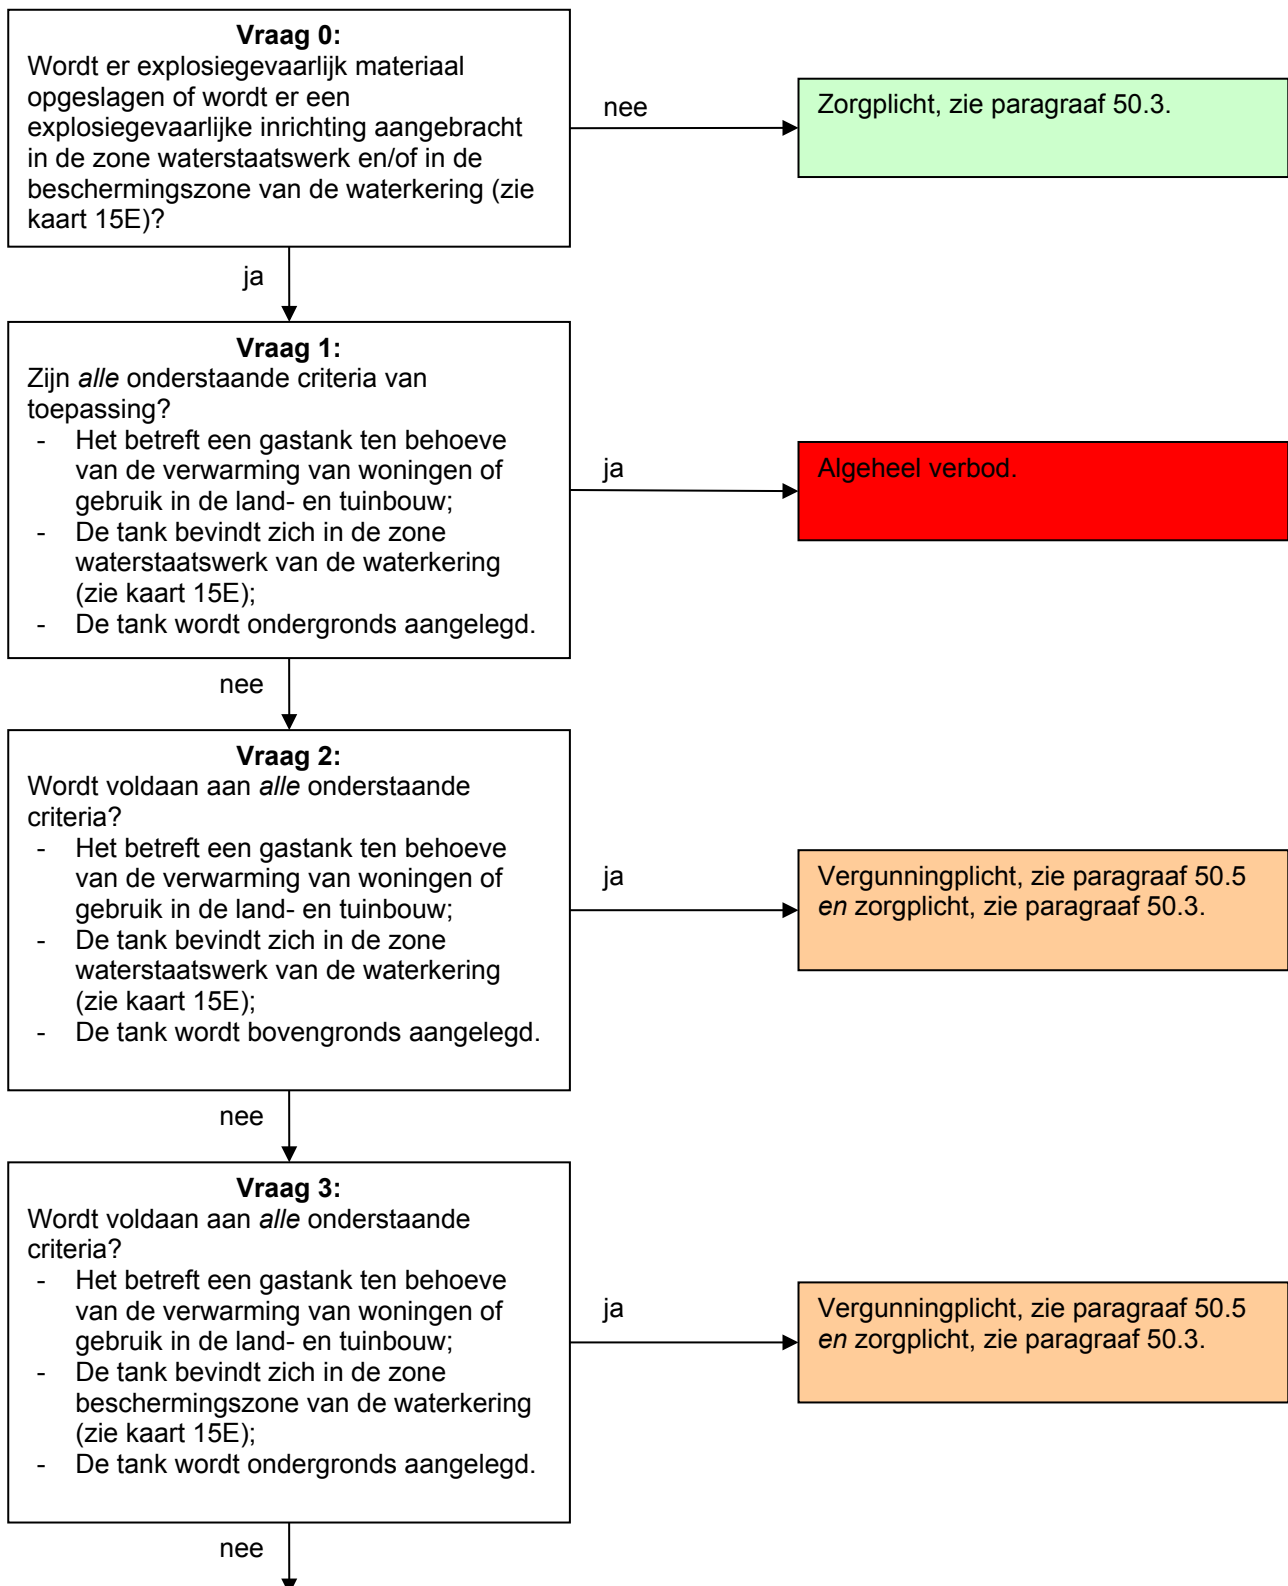 Vraag 0:
Wordt er explosiegevaarlijk materiaal
opgeslagen of wordt er een
explosiegevaarlijke inrichting aangebracht
in de zone waterstaatswerk en/of in de
beschermingszone van de waterkering (zie
kaart 15E)?
nee
Zorgplicht, zie paragraaf 50.3.
ja
Vraag 1:
Zijn alle onderstaande criteria van
toepassing?
- Het betreft een gastank ten behoeve
van de verwarming van woningen of
gebruik in de land- en tuinbouw;
- De tank bevindt zich in de zone
waterstaatswerk van de waterkering
(zie kaart 15E);
- De tank wordt ondergronds aangelegd.
ja
Algeheel verbod.
nee
Vraag 2:
Wordt voldaan aan alle onderstaande
criteria?
- Het betreft een gastank ten behoeve
van de verwarming van woningen of
gebruik in de land- en tuinbouw;
- De tank bevindt zich in de zone
waterstaatswerk van de waterkering
(zie kaart 15E);
- De tank wordt bovengronds aangelegd.
ja
Vergunningplicht, zie paragraaf 50.5
en zorgplicht, zie paragraaf 50.3.
nee
Vraag 3:
Wordt voldaan aan alle onderstaande
criteria?
- Het betreft een gastank ten behoeve
van de verwarming van woningen of
gebruik in de land- en tuinbouw;
- De tank bevindt zich in de zone
beschermingszone van de waterkering
(zie kaart 15E);
- De tank wordt ondergronds aangelegd.
ja
Vergunningplicht, zie paragraaf 50.5
en zorgplicht, zie paragraaf 50.3.
nee